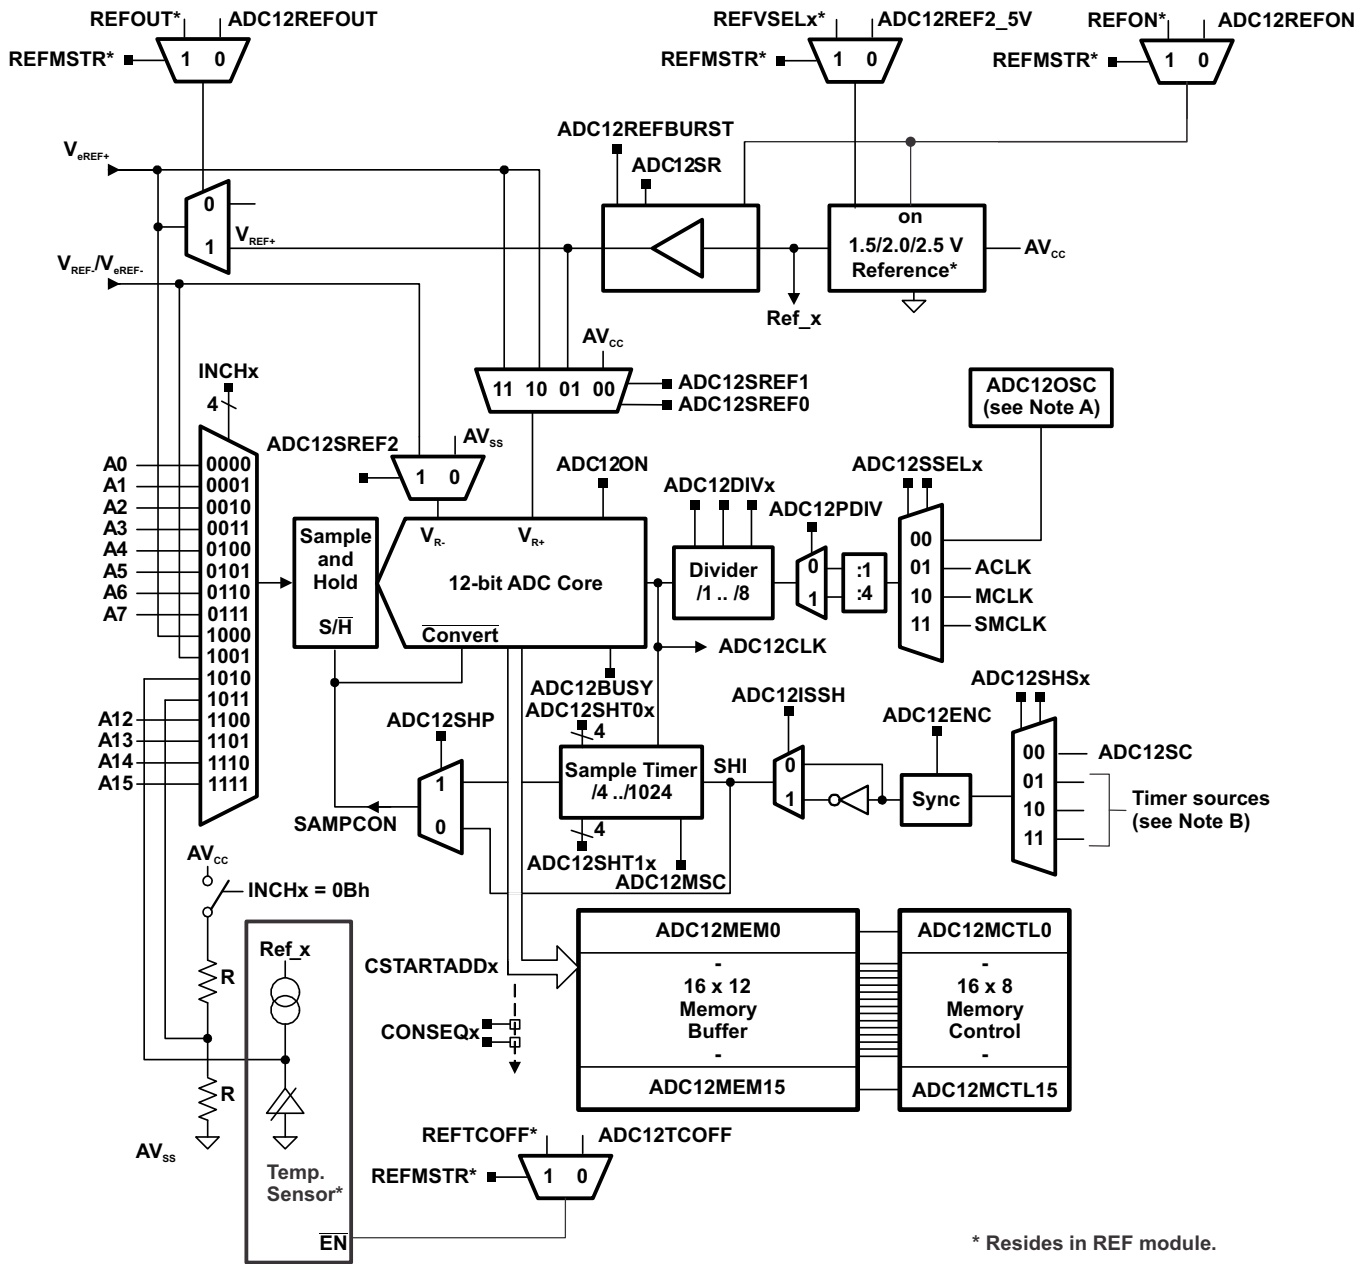 REFOUT* ADC12REFOUT
REFMSTR* 1 0
REFVSELx* ADC12REF2_5V
REFMSTR* 1 0
REFON* ADC12REFON
REFMSTR* 1 0
VeREF+
0
1
VREF+
VREF-/VeREF-
ADC12REFBURST
ADC12SR
on
1.5/2.0/2.5 V
Reference*
AVCC
Ref_x
AVCC
11 10 01 00
ADC12SREF1
ADC12SREF0
INCHx
4
ADC12SREF2
AVSS
1 0
ADC12ON
A0 0000
A1 0001
A2 0010
A3 0011
A4 0100
A5 0101
A6 0110
A7 0111
1000
1001
1010
1011
A12 1100
A13 1101
A14 1110
A15 1111
Sample
and
Hold
S/H
VR-
VR+
12-bit ADC Core
Convert
ADC12DIVx
Divider
/1 .. /8
ADC12PDIV
0
1
:1
:4
ADC12SSELx
ADC12OSC
(see Note A)
00
01 ACLK
10 MCLK
11 SMCLK
ADC12CLK
ADC12BUSY
ADC12SHT0x
4
ADC12SHP
1
0
SAMPCON
Sample Timer
/4 ../1024
4
ADC12SHT1x
ADC12MSC
SHI
ADC12ISSH
0
1
ADC12ENC
Sync
ADC12SHSx
00 ADC12SC
01
10
11
Timer sources
(see Note B)
AVCC
INCHx = 0Bh
R
R
AVSS
Ref_x
Temp.
Sensor*
EN
CSTARTADDx
CONSEQx
ADC12MEM0
-
16 x 12
Memory
Buffer
-
ADC12MEM15
ADC12MCTL0
-
16 x 8
Memory
Control
-
ADC12MCTL15
REFTCOFF* ADC12TCOFF
REFMSTR* 1 0
* Resides in REF module.